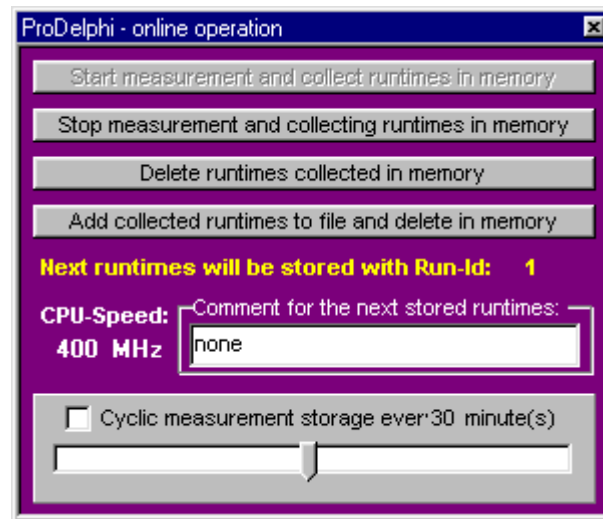 ProDelphi - online operation
Start measurement and collect runtimes in memory
Stop measurement and collecting runtimes in memory
Delete runtimes collected in memory
Add collected runtimes to file and delete in memory
Next runtimes will be stored with Run-Id: 1
Comment for the next stored runtimes:
CPU-Speed:
400 MHz
none
Cyclic measurement storage ever 30 minute(s)